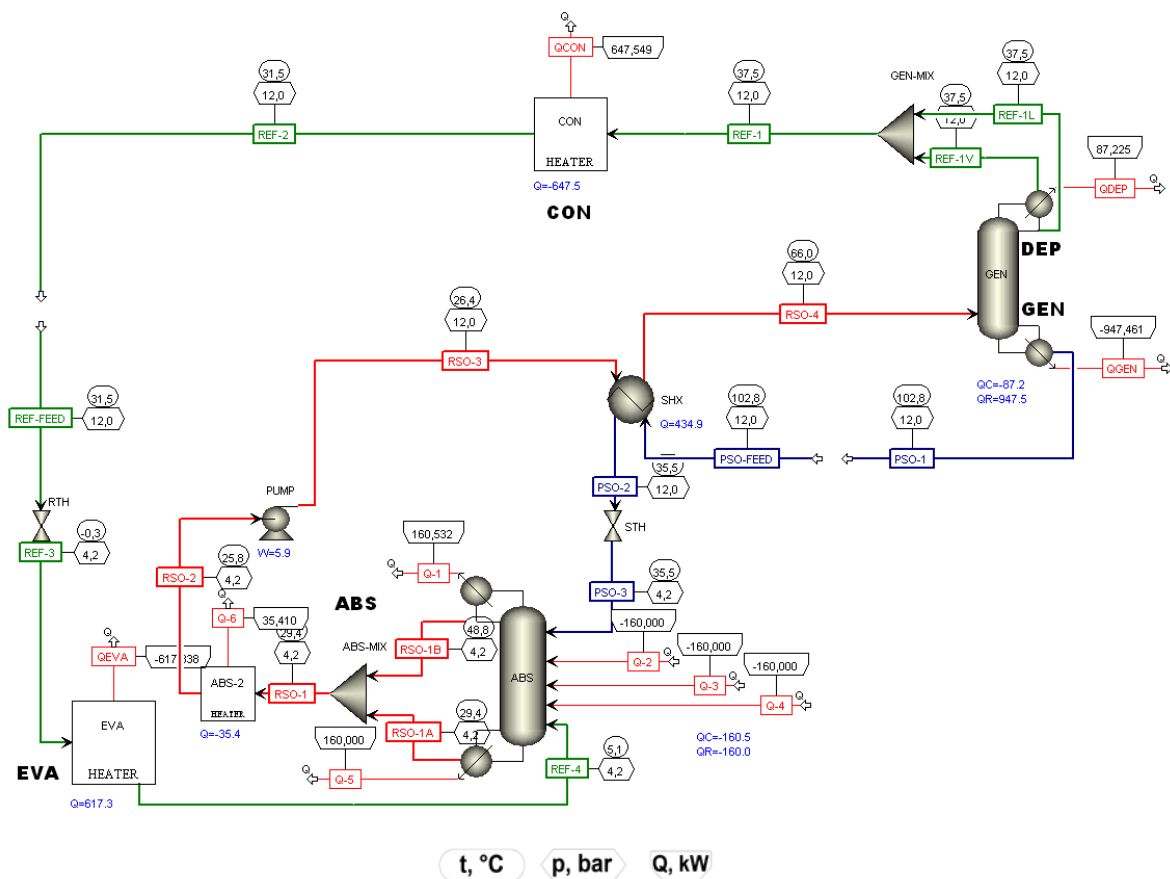 Q
QCON
647,549
31,5
12,0
REF-2
37,5
12,0
REF-1
CON
HEATER
Q=-647.5
CON
GEN-MIX
37,5
12,0
REF-1L
37,5
12,0
REF-1V
87,225
QDEP
Q
DEP
GEN
GEN
66,0
12,0
RSO-4
-947,461
QGEN
Q
QC=-87.2
QR=947.5
26,4
12,0
RSO-3
SHX
Q=434.9
102,8
12,0
PSO-FEED
102,8
12,0
PSO-1
REF-FEED
31,5
12,0
35,5
PSO-2
12,0
RTH
PUMP
W=5.9
STH
-0,3
REF-3
4,2
25,8
RSO-2
4,2
160,532
Q
Q-1
35,5
PSO-3
4,2
ABS
Q
Q-6
35,410
29,4
4,2
RSO-1
ABS-MIX
48,8
RSO-1B
4,2
-160,000
Q-2
Q
-160,000
Q-3
Q
-160,000
Q-4
Q
ABS
Q
QEVA
ABS-2
HEATER
Q=-35.4
29,4
RSO-1A
4,2
160,000
Q
Q-5
QC=-160.5
QR=-160.0
5,1
REF-4
4,2
EVA
HEATER
EVA
Q=617.3
t, °C
p, bar
Q, kW